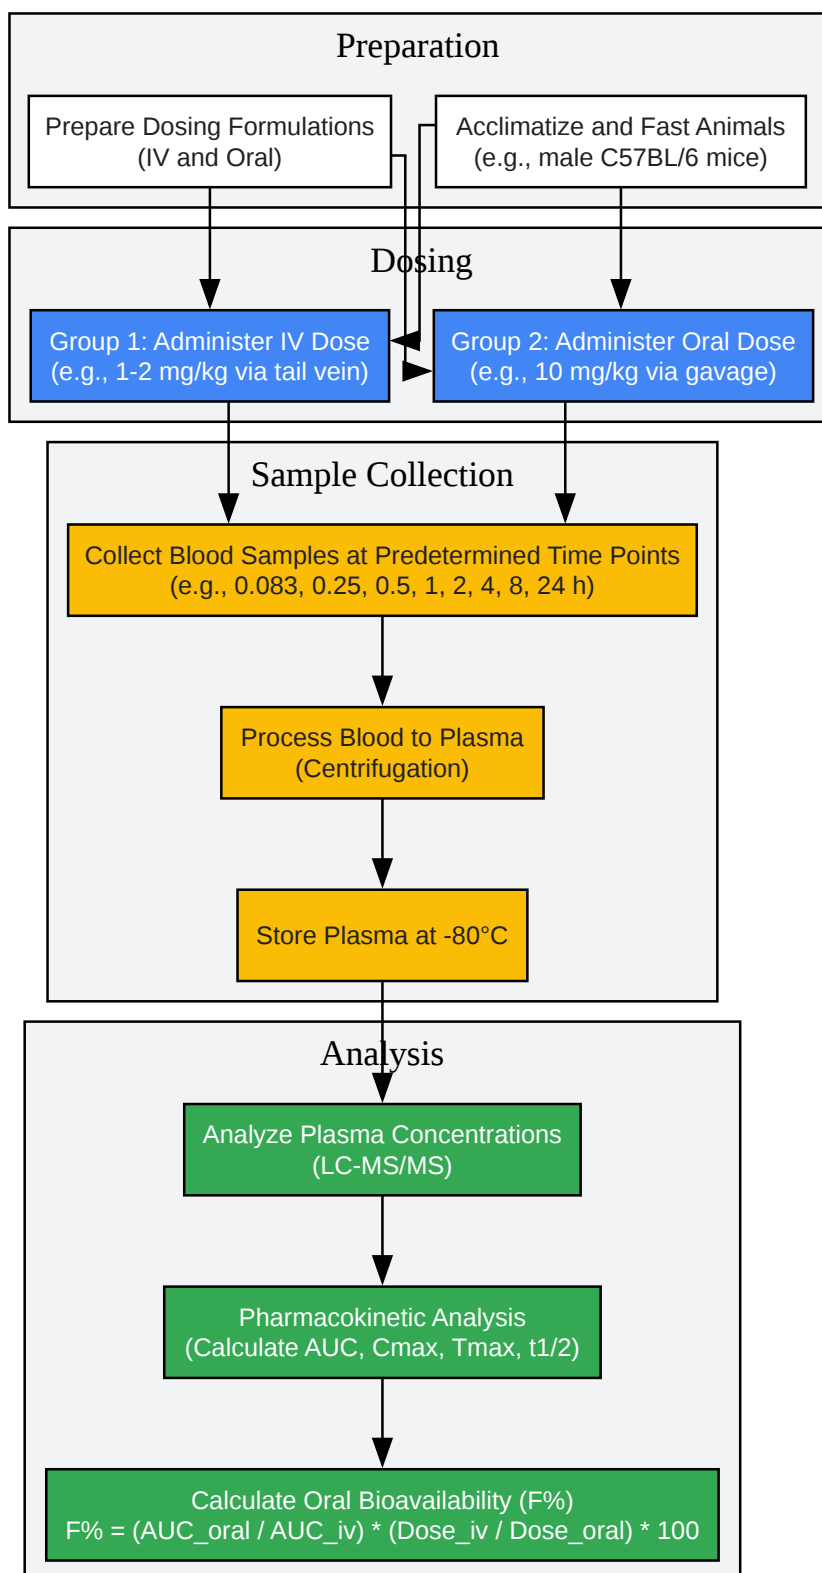 Preparation
Prepare Dosing Formulations
(IV and Oral)
Acclimatize and Fast Animals
(e.g., male C57BL/6 mice)
Dosing
Group 1: Administer IV Dose
(e.g., 1-2 mg/kg via tail vein)
Group 2: Administer Oral Dose
(e.g., 10 mg/kg via gavage)
Sample Collection
Collect Blood Samples at Predetermined Time Points
(e.g., 0.083, 0.25, 0.5, 1, 2, 4, 8, 24 h)
Process Blood to Plasma
(Centrifugation)
Store Plasma at -80°C
Analysis
Analyze Plasma Concentrations
(LC-MS/MS)
Pharmacokinetic Analysis
(Calculate AUC, Cmax, Tmax, t1/2)
Calculate Oral Bioavailability (F%)
F% = (AUC_oral / AUC_iv) * (Dose_iv / Dose_oral) * 100